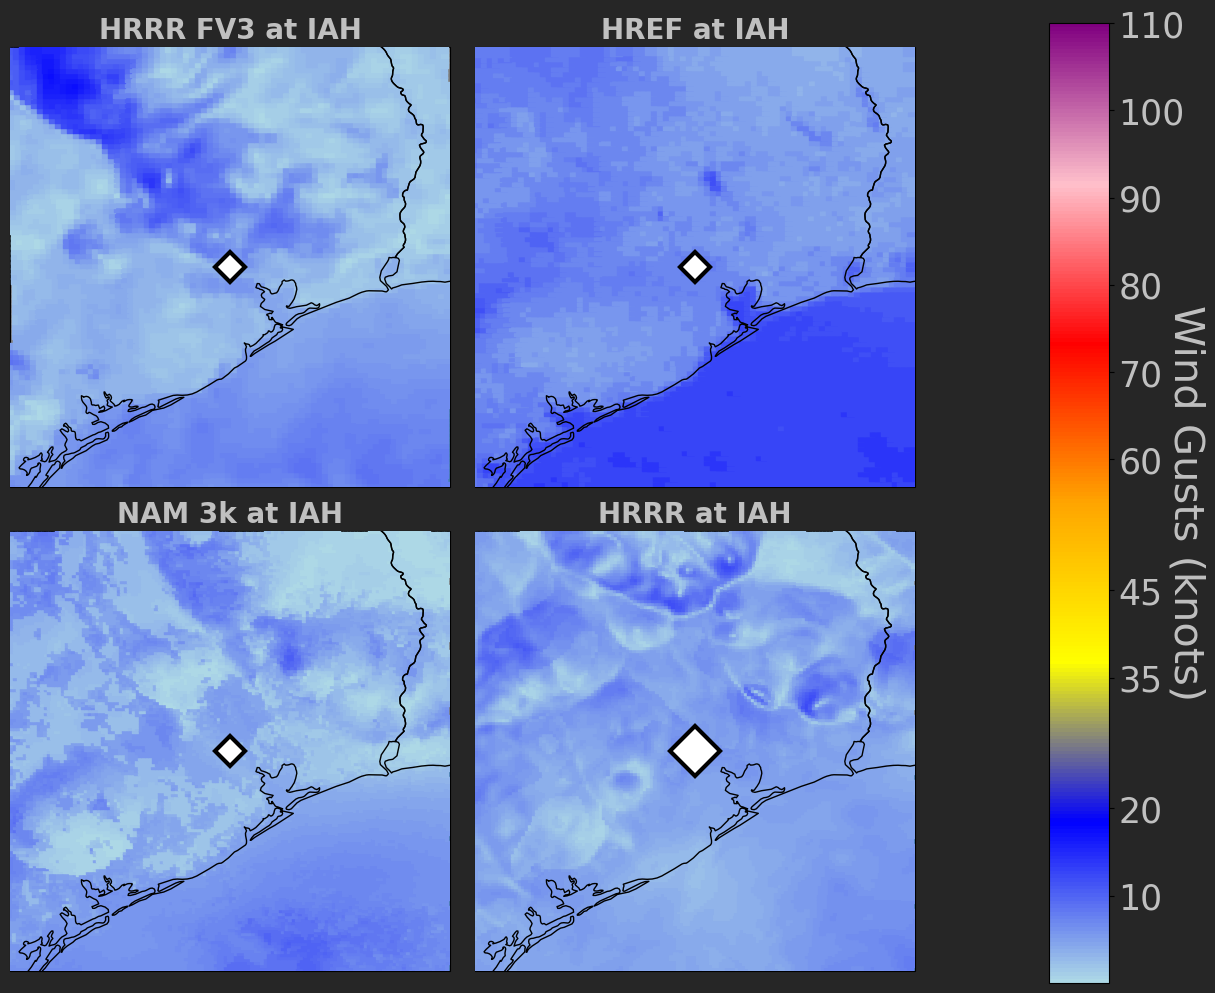 HRRR FV3 at IAH
HREF at IAH
NAM 3k at IAH
HRRR at IAH
110
100
90
80
70
60
45
35
20
10
Wind Gusts (knots)